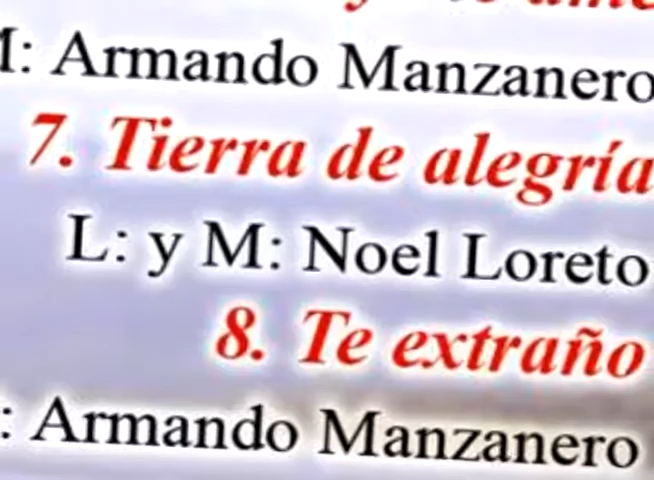 M: Armando Manzanero
7. Tierra de alegría
L: y M: Noel Loreto
8. Te extraño
: Armando Manzanero